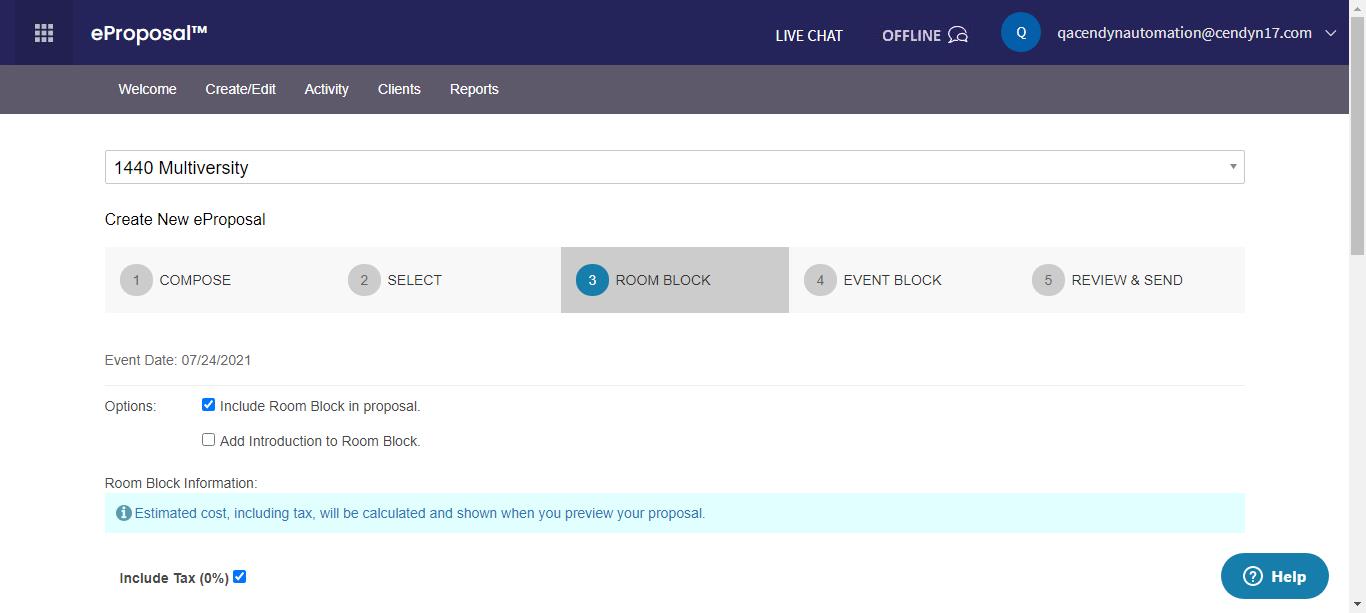 eProposal™
LIVE CHAT
OFFLINE
Q
qacendynautomation@cendyn17.com
Welcome
Create/Edit
Activity
Clients
Reports
1440 Multiversity
Create New eProposal
1 COMPOSE
2 SELECT
3 ROOM BLOCK
4 EVENT BLOCK
5 REVIEW & SEND
Event Date: 07/24/2021
Options:
Include Room Block in proposal.
Add Introduction to Room Block.
Room Block Information:
Estimated cost, including tax, will be calculated and shown when you preview your proposal.
Include Tax (0%)
Help